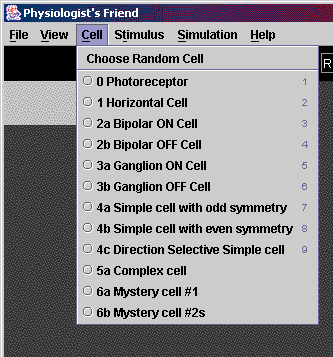 Physiologist's Friend
File View Cell Stimulus Simulation Help
Choose Random Cell
0 Photoreceptor 1
1 Horizontal Cell 2
2a Bipolar ON Cell 3
2b Bipolar OFF Cell 4
3a Ganglion ON Cell 5
3b Ganglion OFF Cell 6
4a Simple cell with odd symmetry 7
4b Simple cell with even symmetry 8
4c Direction Selective Simple cell 9
5a Complex cell
6a Mystery cell #1
6b Mystery cell #2s
R